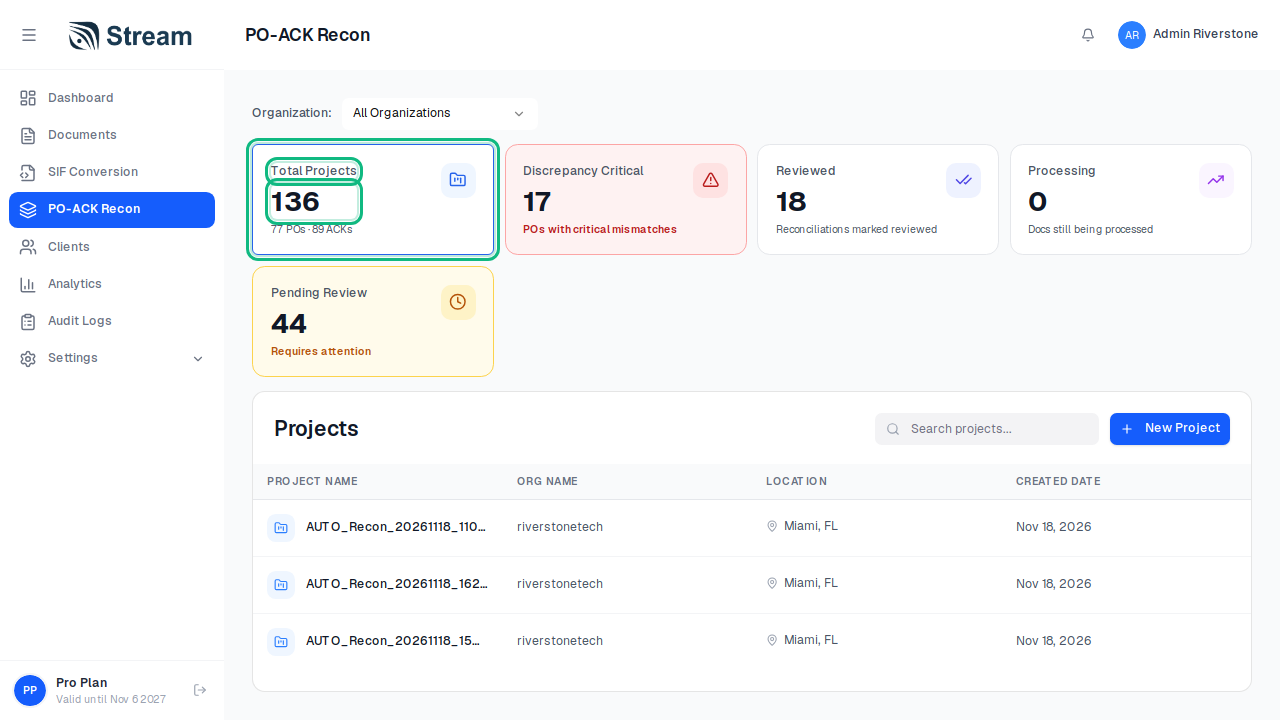 Stream
PO-ACK Recon
AR
Admin Riverstone
Dashboard
Documents
SIF Conversion
PO-ACK Recon
Clients
Analytics
Audit Logs
Settings
PP
Pro Plan
Valid until Nov 6 2027
Organization:
All Organizations
Total Projects
136
77 POs · 89 ACKs
Discrepancy Critical
17
POs with critical mismatches
Reviewed
18
Reconciliations marked reviewed
Processing
0
Docs still being processed
Pending Review
44
Requires attention
Projects
Search projects...
New Project
PROJECT NAME
ORG NAME
LOCATION
CREATED DATE
AUTO_Recon_20261118_110...
riverstonetech
Miami, FL
Nov 18, 2026
AUTO_Recon_20261118_162...
riverstonetech
Miami, FL
Nov 18, 2026
AUTO_Recon_20261118_15...
riverstonetech
Miami, FL
Nov 18, 2026